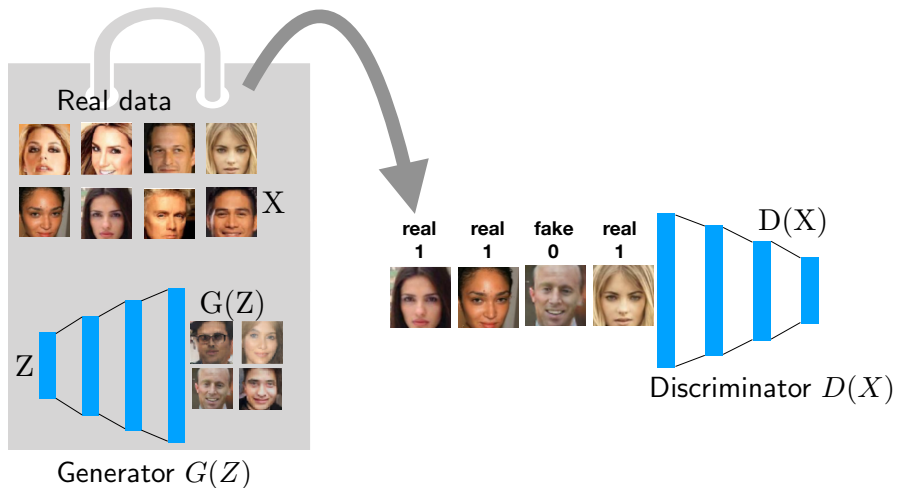 Real data
X
G(Z)
Z
Generator G(Z)
real real fake real
1 1 0 1
D(X)
Discriminator D(X)